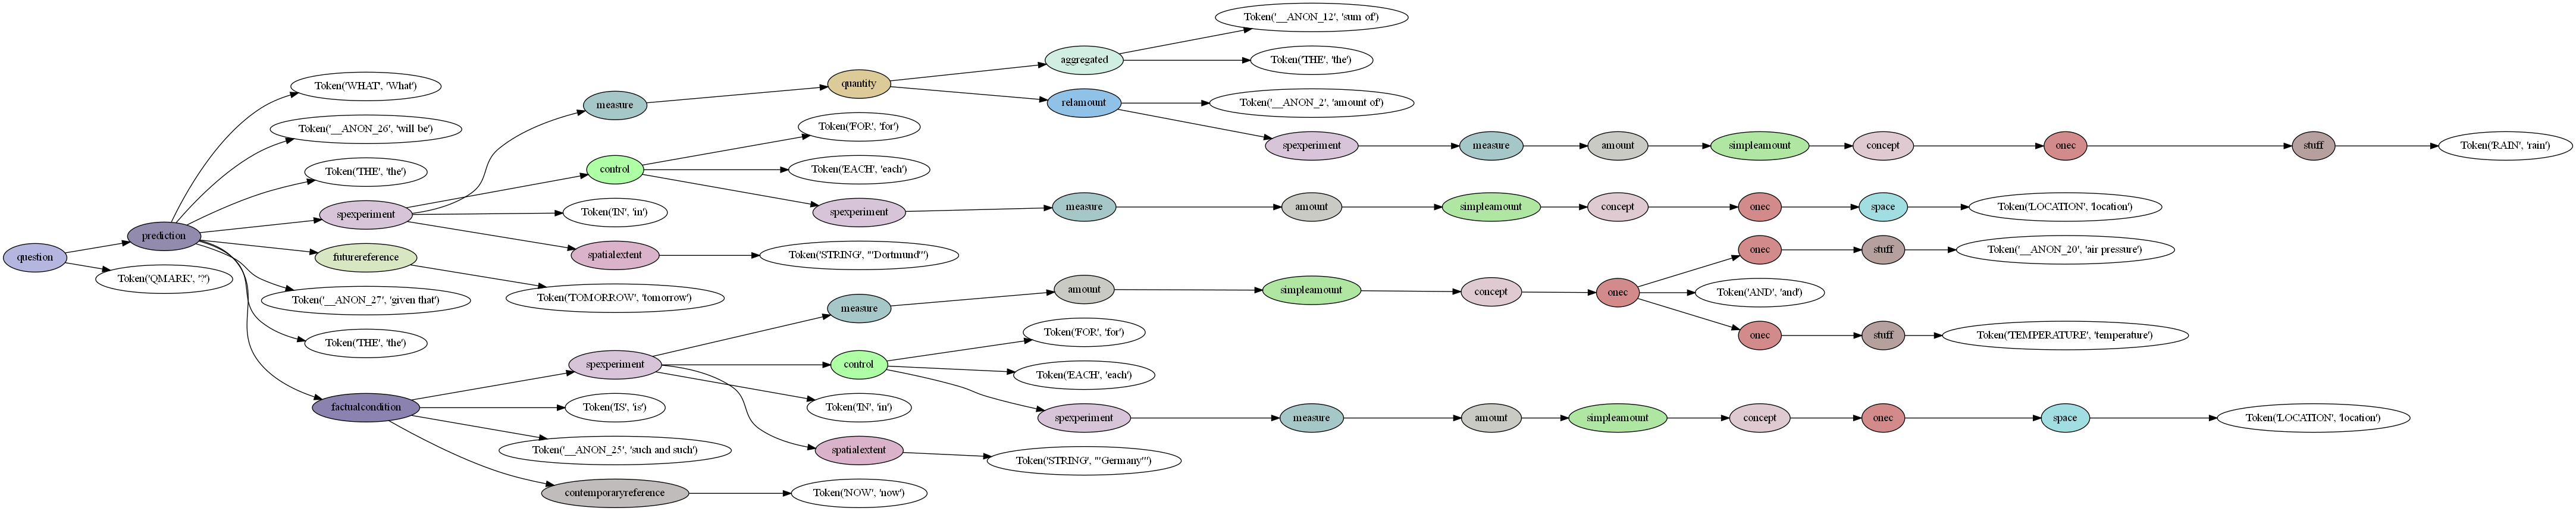 Token('__ANON_12', 'sum of')
aggregated
Token('THE', 'the')
Token('WHAT', 'What')
quantity
measure
relamount
Token('__ANON_2', 'amount of')
Token('__ANON_26', 'will be')
Token('FOR', 'for')
spexperiment
measure
amount
simpleamount
concept
onec
stuff
Token('RAIN', 'rain')
Token('THE', 'the')
control
Token('EACH', 'each')
spexperiment
Token('IN', 'in')
spexperiment
measure
amount
simpleamount
concept
onec
space
Token('LOCATION', 'location')
prediction
question
Token('QMARK', '?')
futurereference
spatialextent
Token('STRING', "'Dortmund'")
onec
stuff
Token('__ANON_20', 'air pressure')
Token('__ANON_27', 'given that')
Token('TOMORROW', 'tomorrow')
measure
amount
simpleamount
concept
onec
Token('AND', 'and')
Token('THE', 'the')
Token('FOR', 'for')
onec
stuff
Token('TEMPERATURE', 'temperature')
spexperiment
control
Token('EACH', 'each')
factualcondition
Token('IS', 'is')
Token('IN', 'in')
spexperiment
measure
amount
simpleamount
concept
onec
space
Token('LOCATION', 'location')
Token('__ANON_25', 'such and such')
spatialextent
Token('STRING', "'Germany'")
contemporaryreference
Token('NOW', 'now')